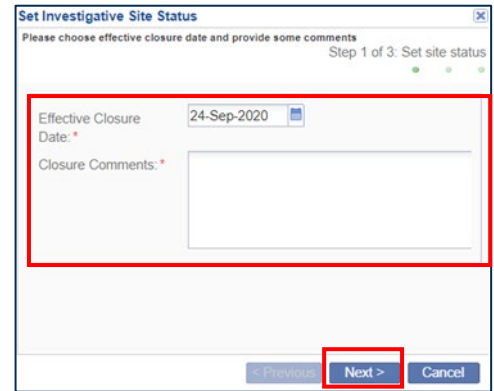 Set Investigative Site Status
Please choose effective closure date and provide some comments
Step 1 of 3: Set site status
Effective Closure Date: *
24-Sep-2020
Closure Comments: *
< Previous
Next >
Cancel